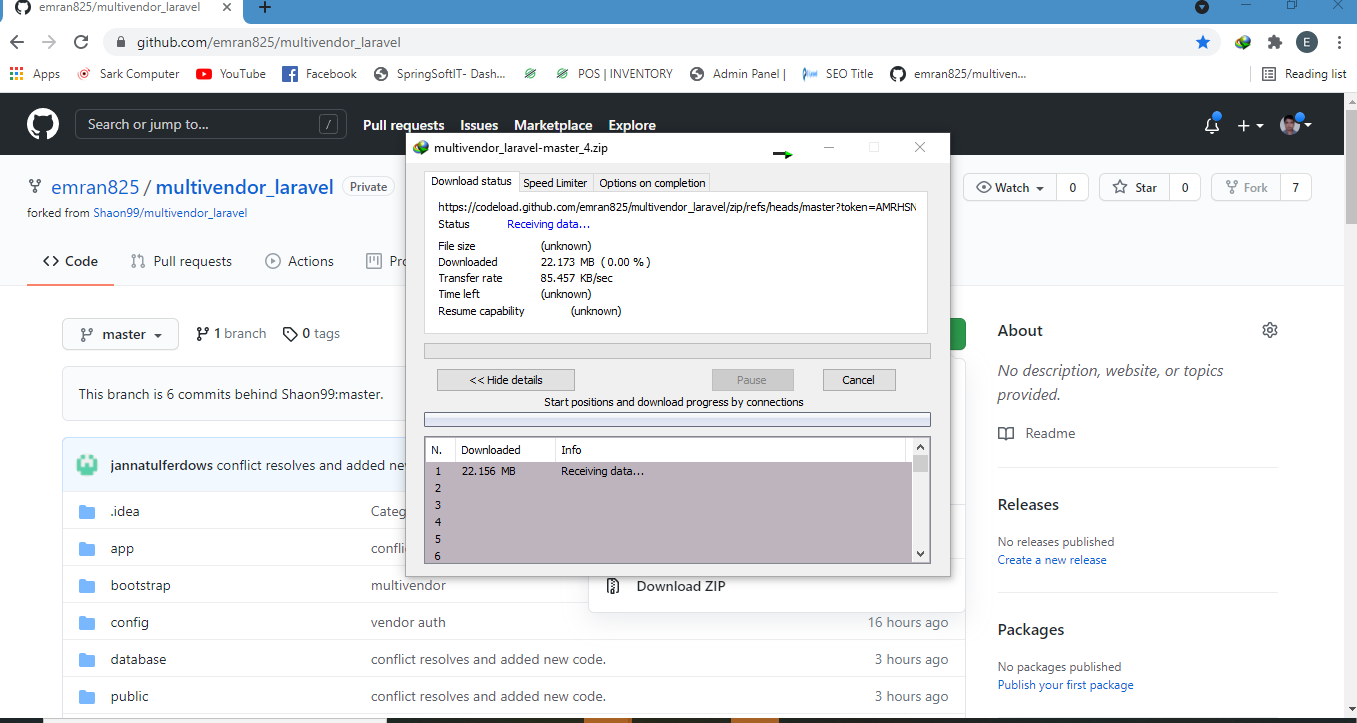 emran825/multivendor_laravel
github.com/emran825/multivendor_laravel
E
Apps
Sark Computer
YouTube
Facebook
SpringSoftIT- Dash...
POS | INVENTORY
Admin Panel |
SEO Title
emran825/multiven...
Reading list
Search or jump to...
/
Pull requests
Issues
Marketplace
Explore
emran825 / multivendor_laravel
Private
forked from Shaon99/multivendor_laravel
Watch
0
Star
0
Fork
7
Code
Pull requests
Actions
master
1 branch
0 tags
This branch is 6 commits behind Shaon99:master.
jannatulferdows conflict resolves and added
.idea
app
bootstrap
multivendor
config
vendor auth
16 hours ago
database
conflict resolves and added new code.
3 hours ago
public
conflict resolves and added new code.
3 hours ago
Download ZIP
multivendor_laravel-master_4.zip
Download status
Speed Limiter
Options on completion
https://codeload.github.com/emran825/multivendor_laravel/zip/refs/heads/master?token=AMRHSN
Status
Receiving data...
File size
(unknown)
Downloaded
22.173 MB ( 0.00 % )
Transfer rate
85.457 KB/sec
Time left
(unknown)
Resume capability
(unknown)
<< Hide details
Pause
Cancel
Start positions and download progress by connections
N.
Downloaded
Info
1
22.156 MB
Receiving data...
2
3
4
5
6
About
No description, website, or topics
provided.
Readme
Releases
No releases published
Create a new release
Packages
No packages published
Publish your first package